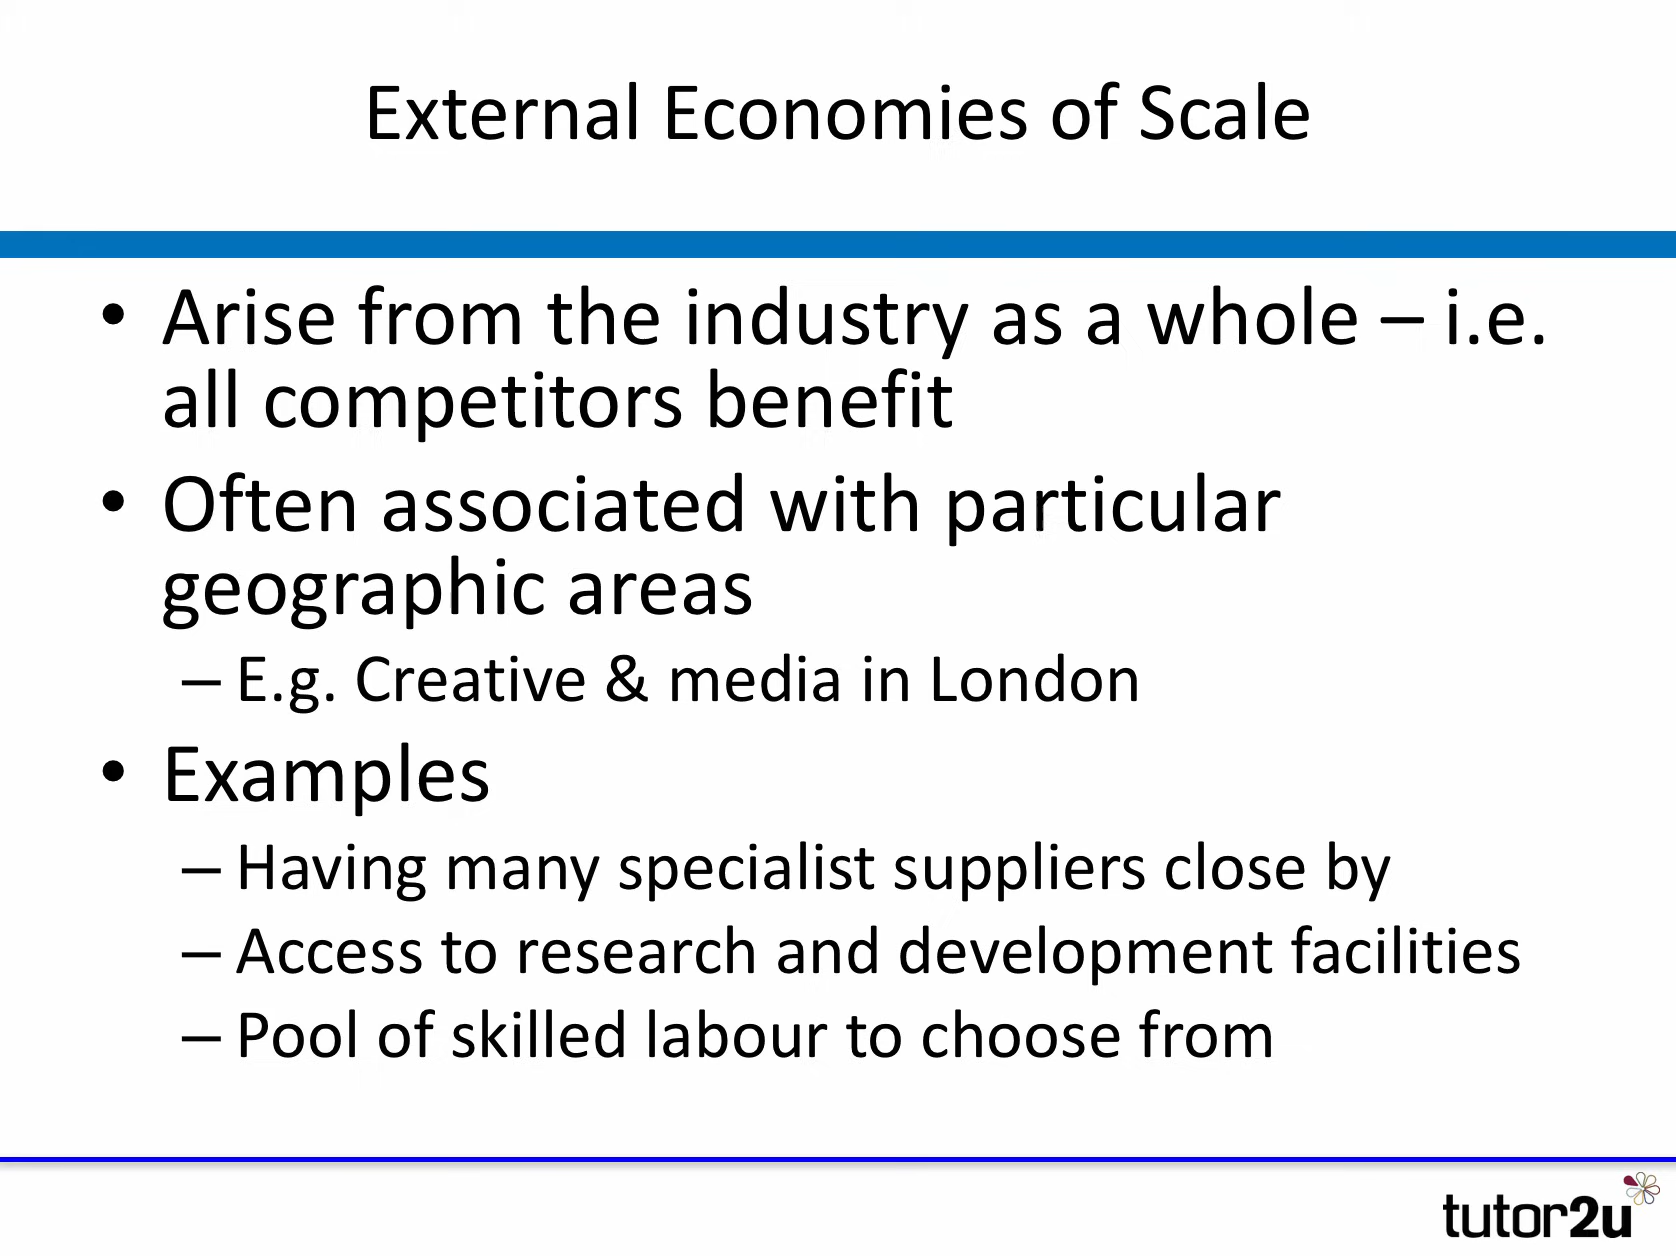 External Economies of Scale
• Arise from the industry as a whole – i.e.
all competitors benefit
• Often associated with particular
geographic areas
– E.g. Creative & media in London
• Examples
– Having many specialist suppliers close by
– Access to research and development facilities
– Pool of skilled labour to choose from
tutor2u